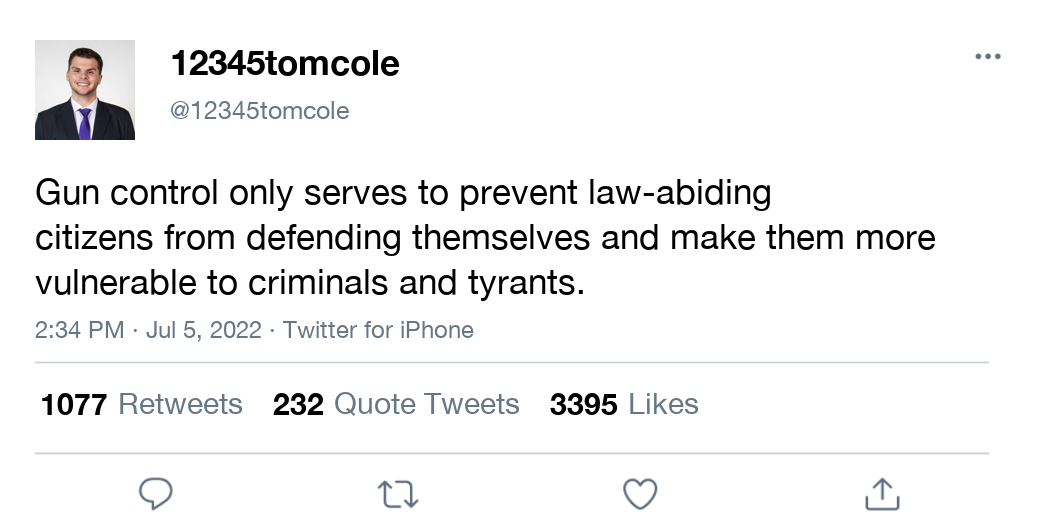 12345tomcole
@12345tomcole
Gun control only serves to prevent law-abiding
citizens from defending themselves and make them more
vulnerable to criminals and tyrants.
2:34 PM · Jul 5, 2022 · Twitter for iPhone
1077 Retweets 232 Quote Tweets 3395 Likes